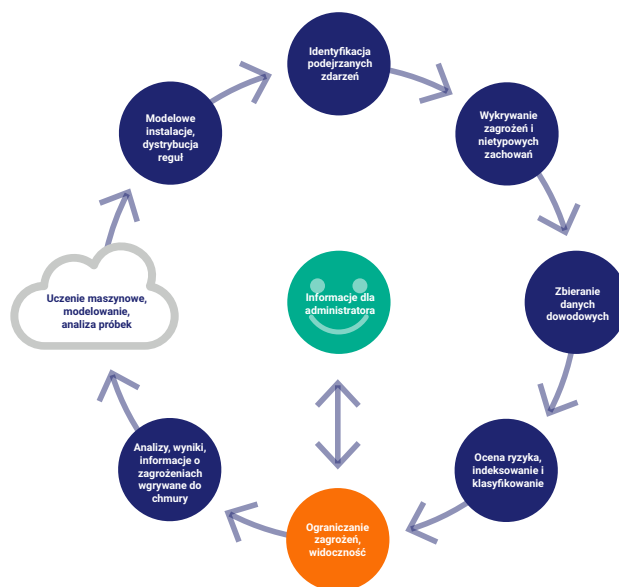 Identyfikacja
podejrzanych
zdarzeń
Wykrywanie
zagrożeń i
nietypowych
zachowań
Zbieranie
danych
dowodowych
Ocena ryzyka,
indeksowanie i
klasyfikowanie
Ograniczanie
zagrożeń,
widoczność
Analizy, wyniki,
informacje o
zagrożeniach
wgrywane do
chmury
Uczenie maszynowe,
modelowanie,
analiza próbek
Modelowe
instalacje,
dystrybucja
reguł
Informacje dla
administratora